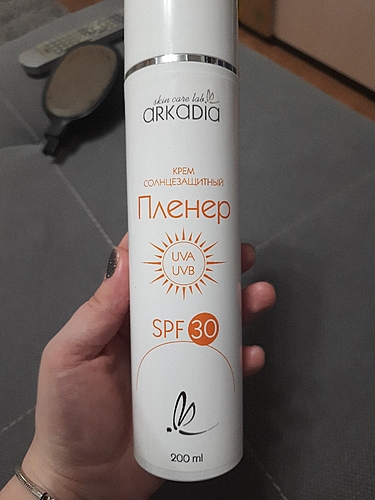 skin care lab
arkadia
КРЕМ
СОЛНЦЕЗАЩИТНЫЙ
Пленер
UVA
UVB
SPF 30
200 ml